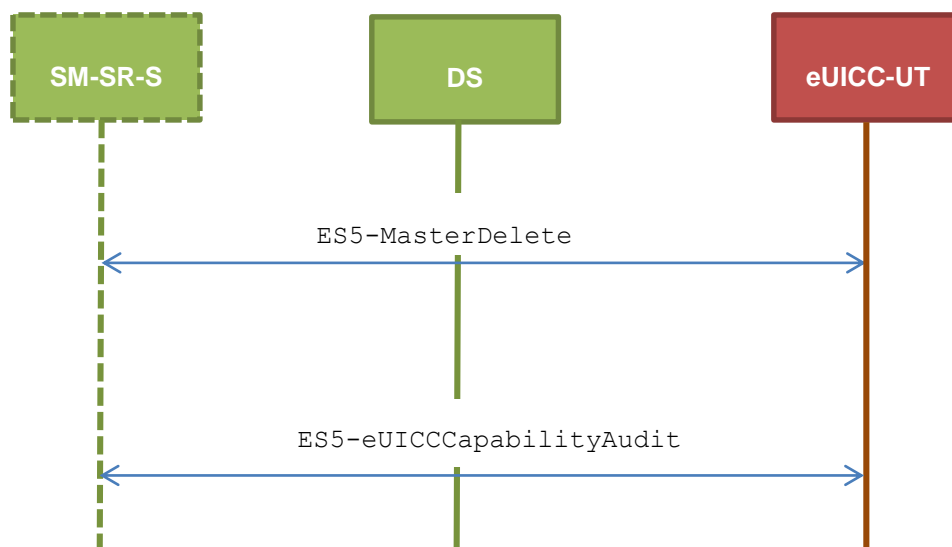 SM-SR-S
DS
eUICC-UT
ES5-MasterDelete
ES5-eUICCCapabilityAudit